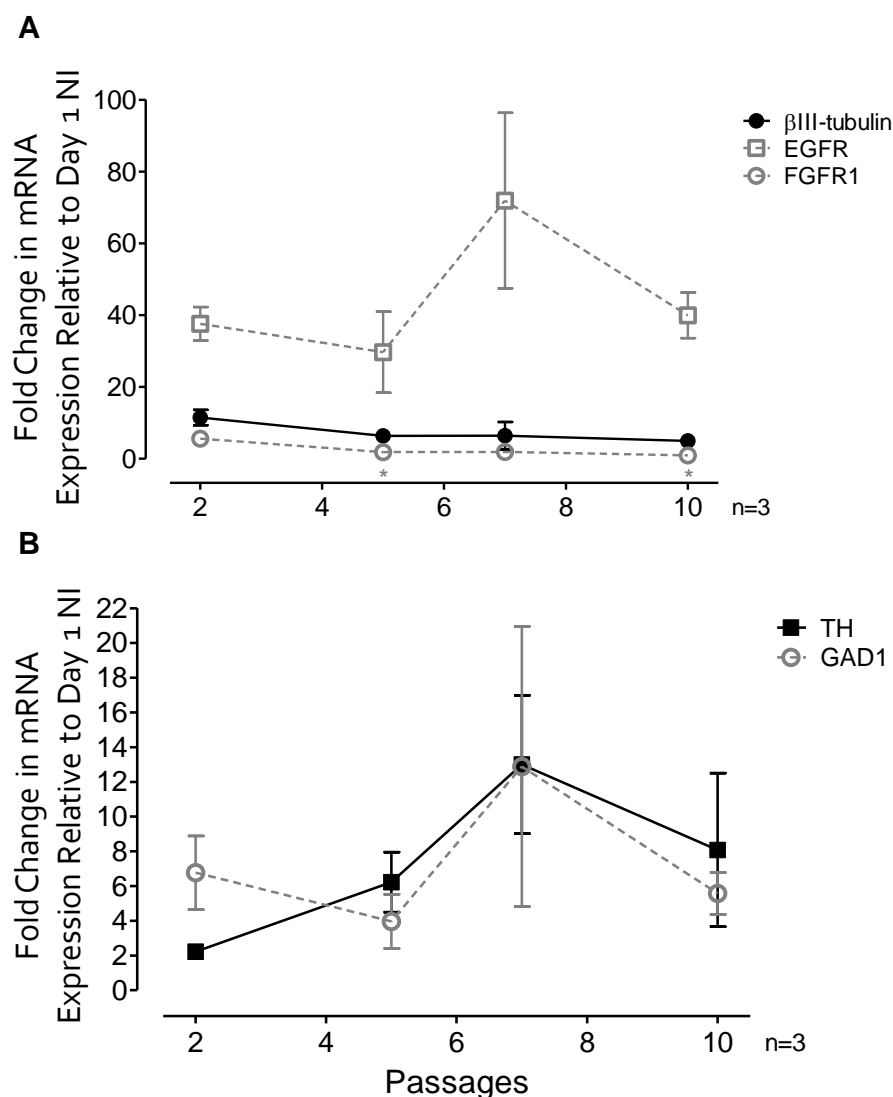 A
Fold Change in mRNA
Expression Relative to Day 1 NI
100
80
60
40
20
0
βIII-tubulin
EGFR
FGFR1
*
*
2
4
6
8
10
n=3
B
Fold Change in mRNA
Expression Relative to Day 1 NI
22
20
18
16
14
12
10
8
6
4
2
0
TH
GAD1
2
4
6
8
10
n=3
Passages